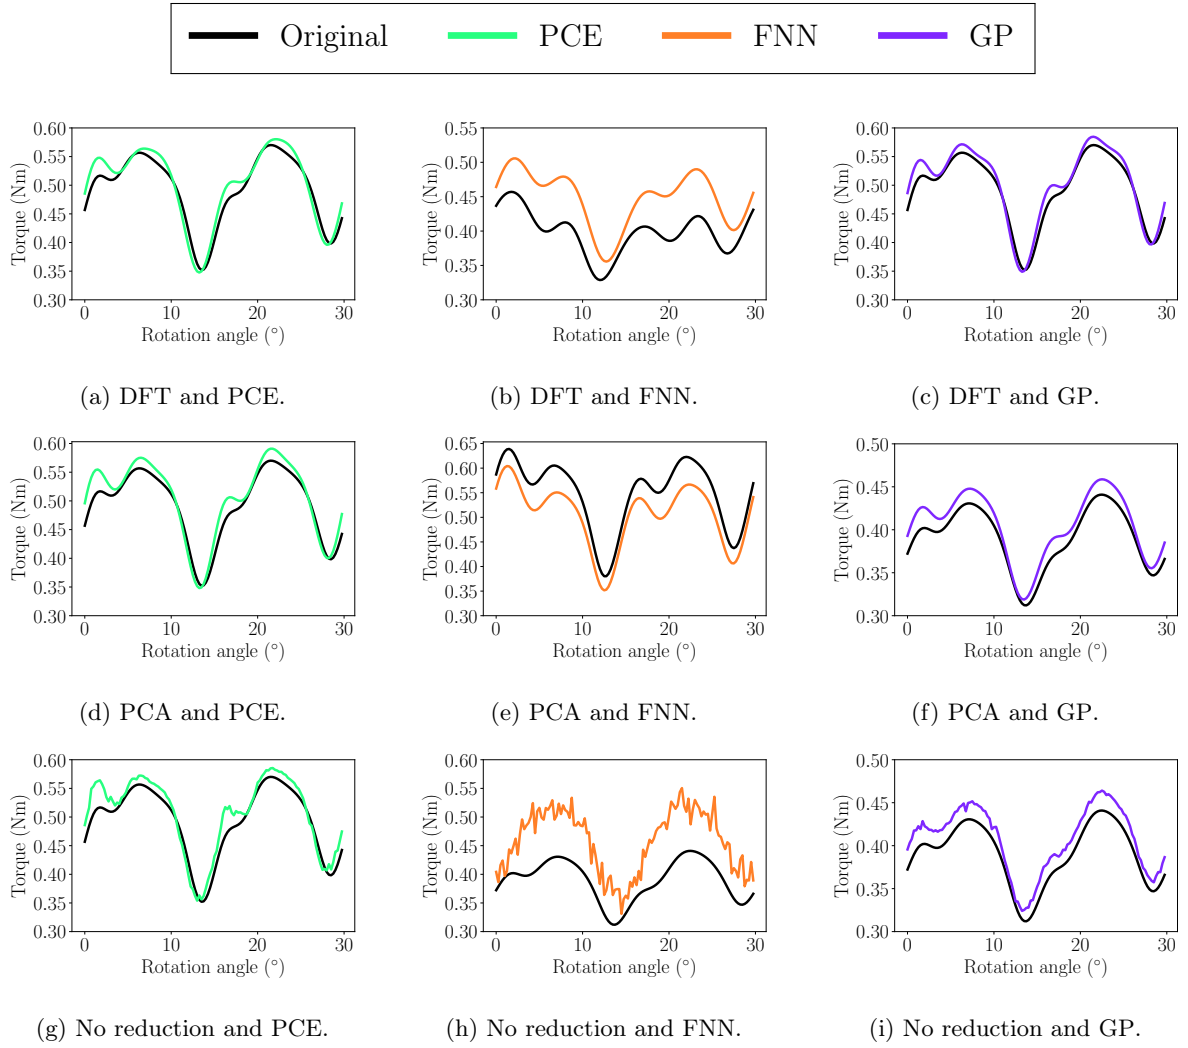 Original PCE FNN GP
0.60
0.55
0.50
0.45
0.40
0.35
0.30
Torque (Nm)
0 10 20 30
Rotation angle (°)
(a) DFT and PCE.
0.55
0.50
0.45
0.40
0.35
0.30
Torque (Nm)
0 10 20 30
Rotation angle (°)
(b) DFT and FNN.
0.60
0.55
0.50
0.45
0.40
0.35
0.30
Torque (Nm)
0 10 20 30
Rotation angle (°)
(c) DFT and GP.
0.60
0.55
0.50
0.45
0.40
0.35
0.30
Torque (Nm)
0 10 20 30
Rotation angle (°)
(d) PCA and PCE.
0.65
0.60
0.55
0.50
0.45
0.40
0.35
0.30
Torque (Nm)
0 10 20 30
Rotation angle (°)
(e) PCA and FNN.
0.50
0.45
0.40
0.35
0.30
Torque (Nm)
0 10 20 30
Rotation angle (°)
(f) PCA and GP.
0.60
0.55
0.50
0.45
0.40
0.35
0.30
Torque (Nm)
0 10 20 30
Rotation angle (°)
(g) No reduction and PCE.
0.60
0.55
0.50
0.45
0.40
0.35
0.30
Torque (Nm)
0 10 20 30
Rotation angle (°)
(h) No reduction and FNN.
0.50
0.45
0.40
0.35
0.30
Torque (Nm)
0 10 20 30
Rotation angle (°)
(i) No reduction and GP.